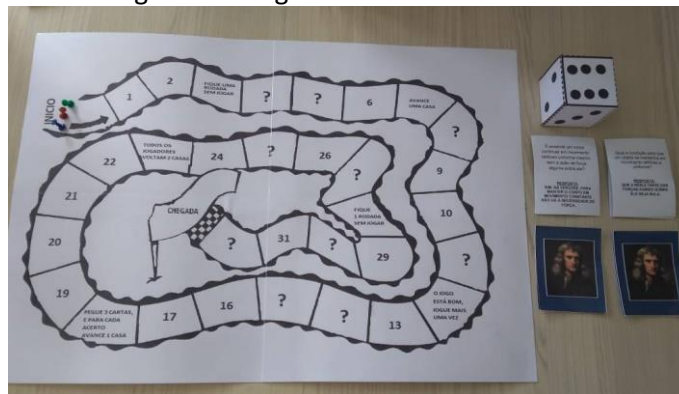 INICIO
1
2
FIQUE UMA
RODADA
SEM JOGAR
?
?
6
AVANCE
UMA CASA
?
9
10
?
O JOGO
ESTÁ BOM,
JOGUE MAIS
UMA VEZ
13
?
?
16
17
PEGUE 3 CARTAS,
E PARA CADA
ACERTO
AVANCE 1 CASA
19
20
21
22
TODOS OS
JOGADORES
VOLTAM 2 CASAS
24
?
26
?
FIQUE
1 RODADA
SEM JOGAR
29
?
31
?
CHEGADA
RESPOSTA:
RESPOSTA: